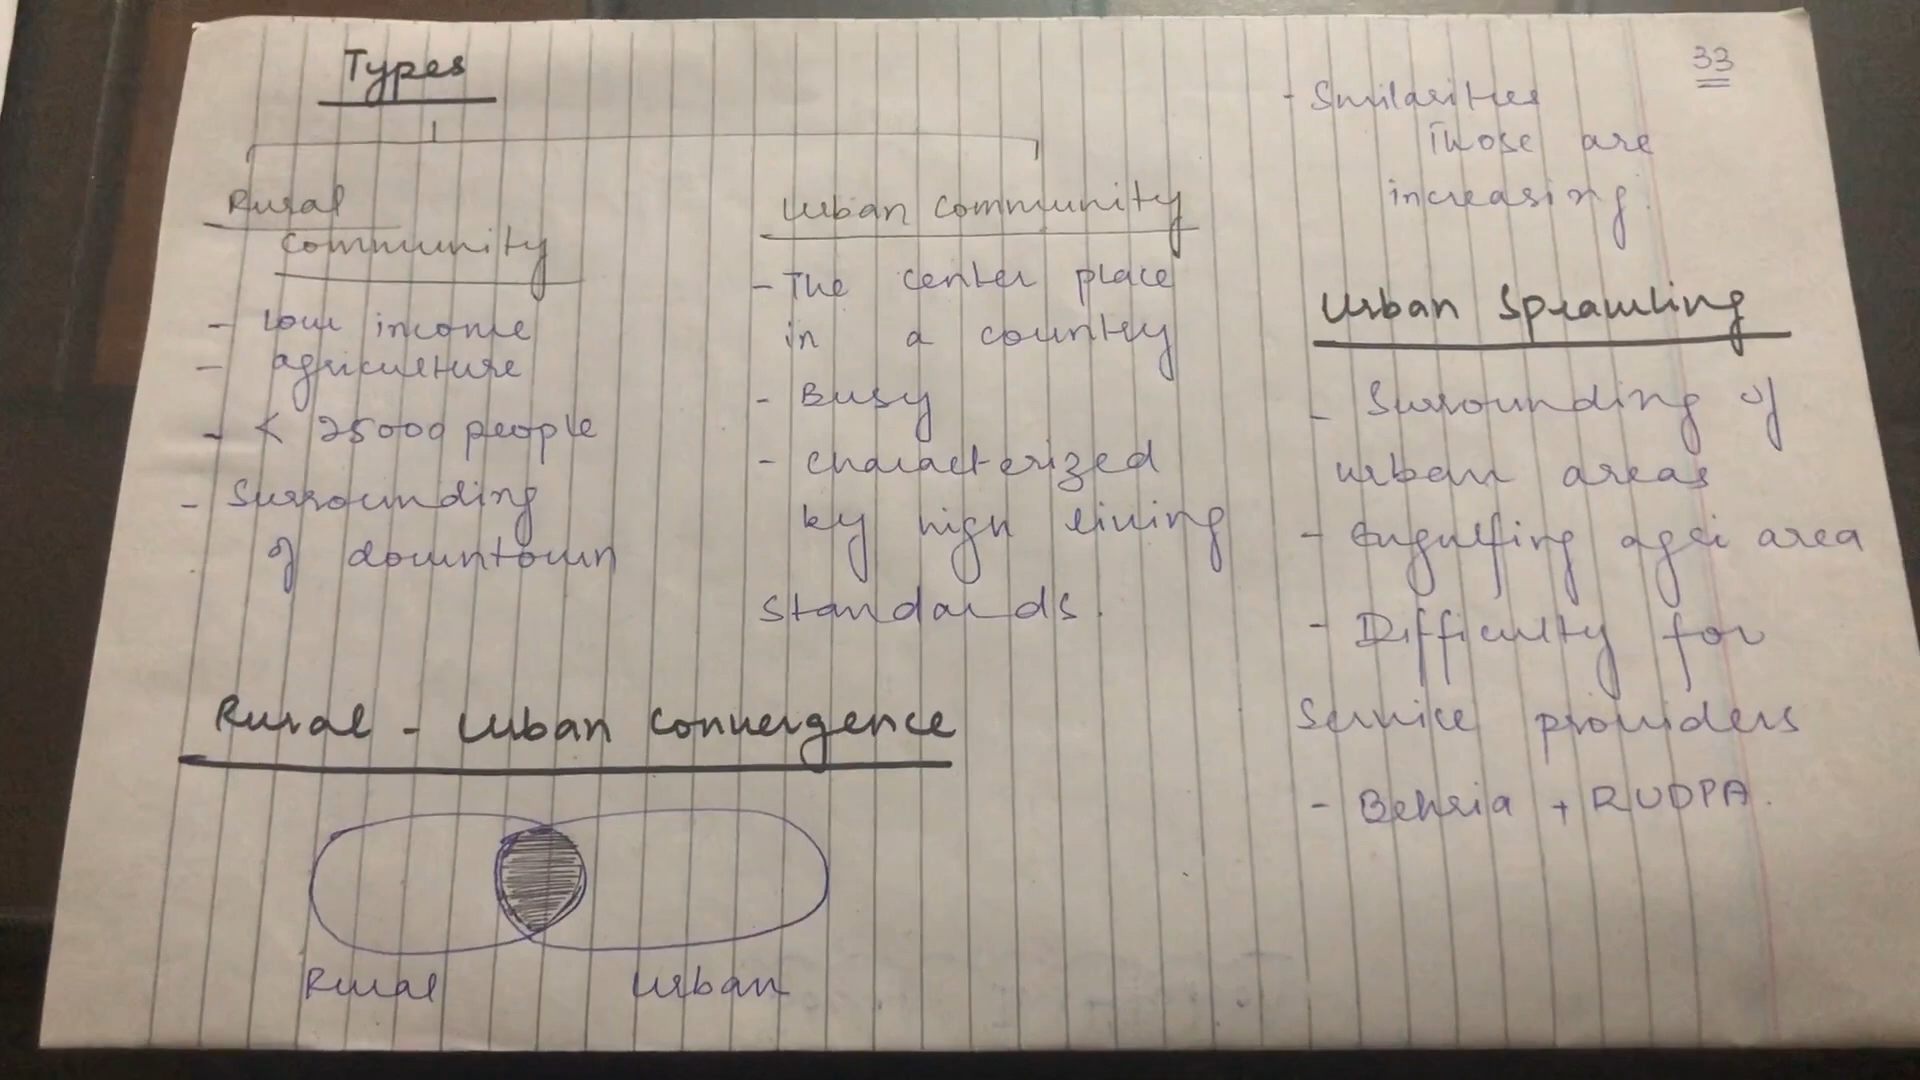 Types
Rural
Community
- low income
- agriculture
- < 25000 people
- Surrounding
of downtown
Urban Community
- The center place
in a country
- Busy
- characterized
by high living
standards.
Rural - Urban Convergence
Rural
Urban
33
- Similarities
Those are
increasing.
Urban Sprawling
- Surrounding of
urban areas
- Engulfing agri area
- Difficulty for
Service providers
- Behria + RUDPA.